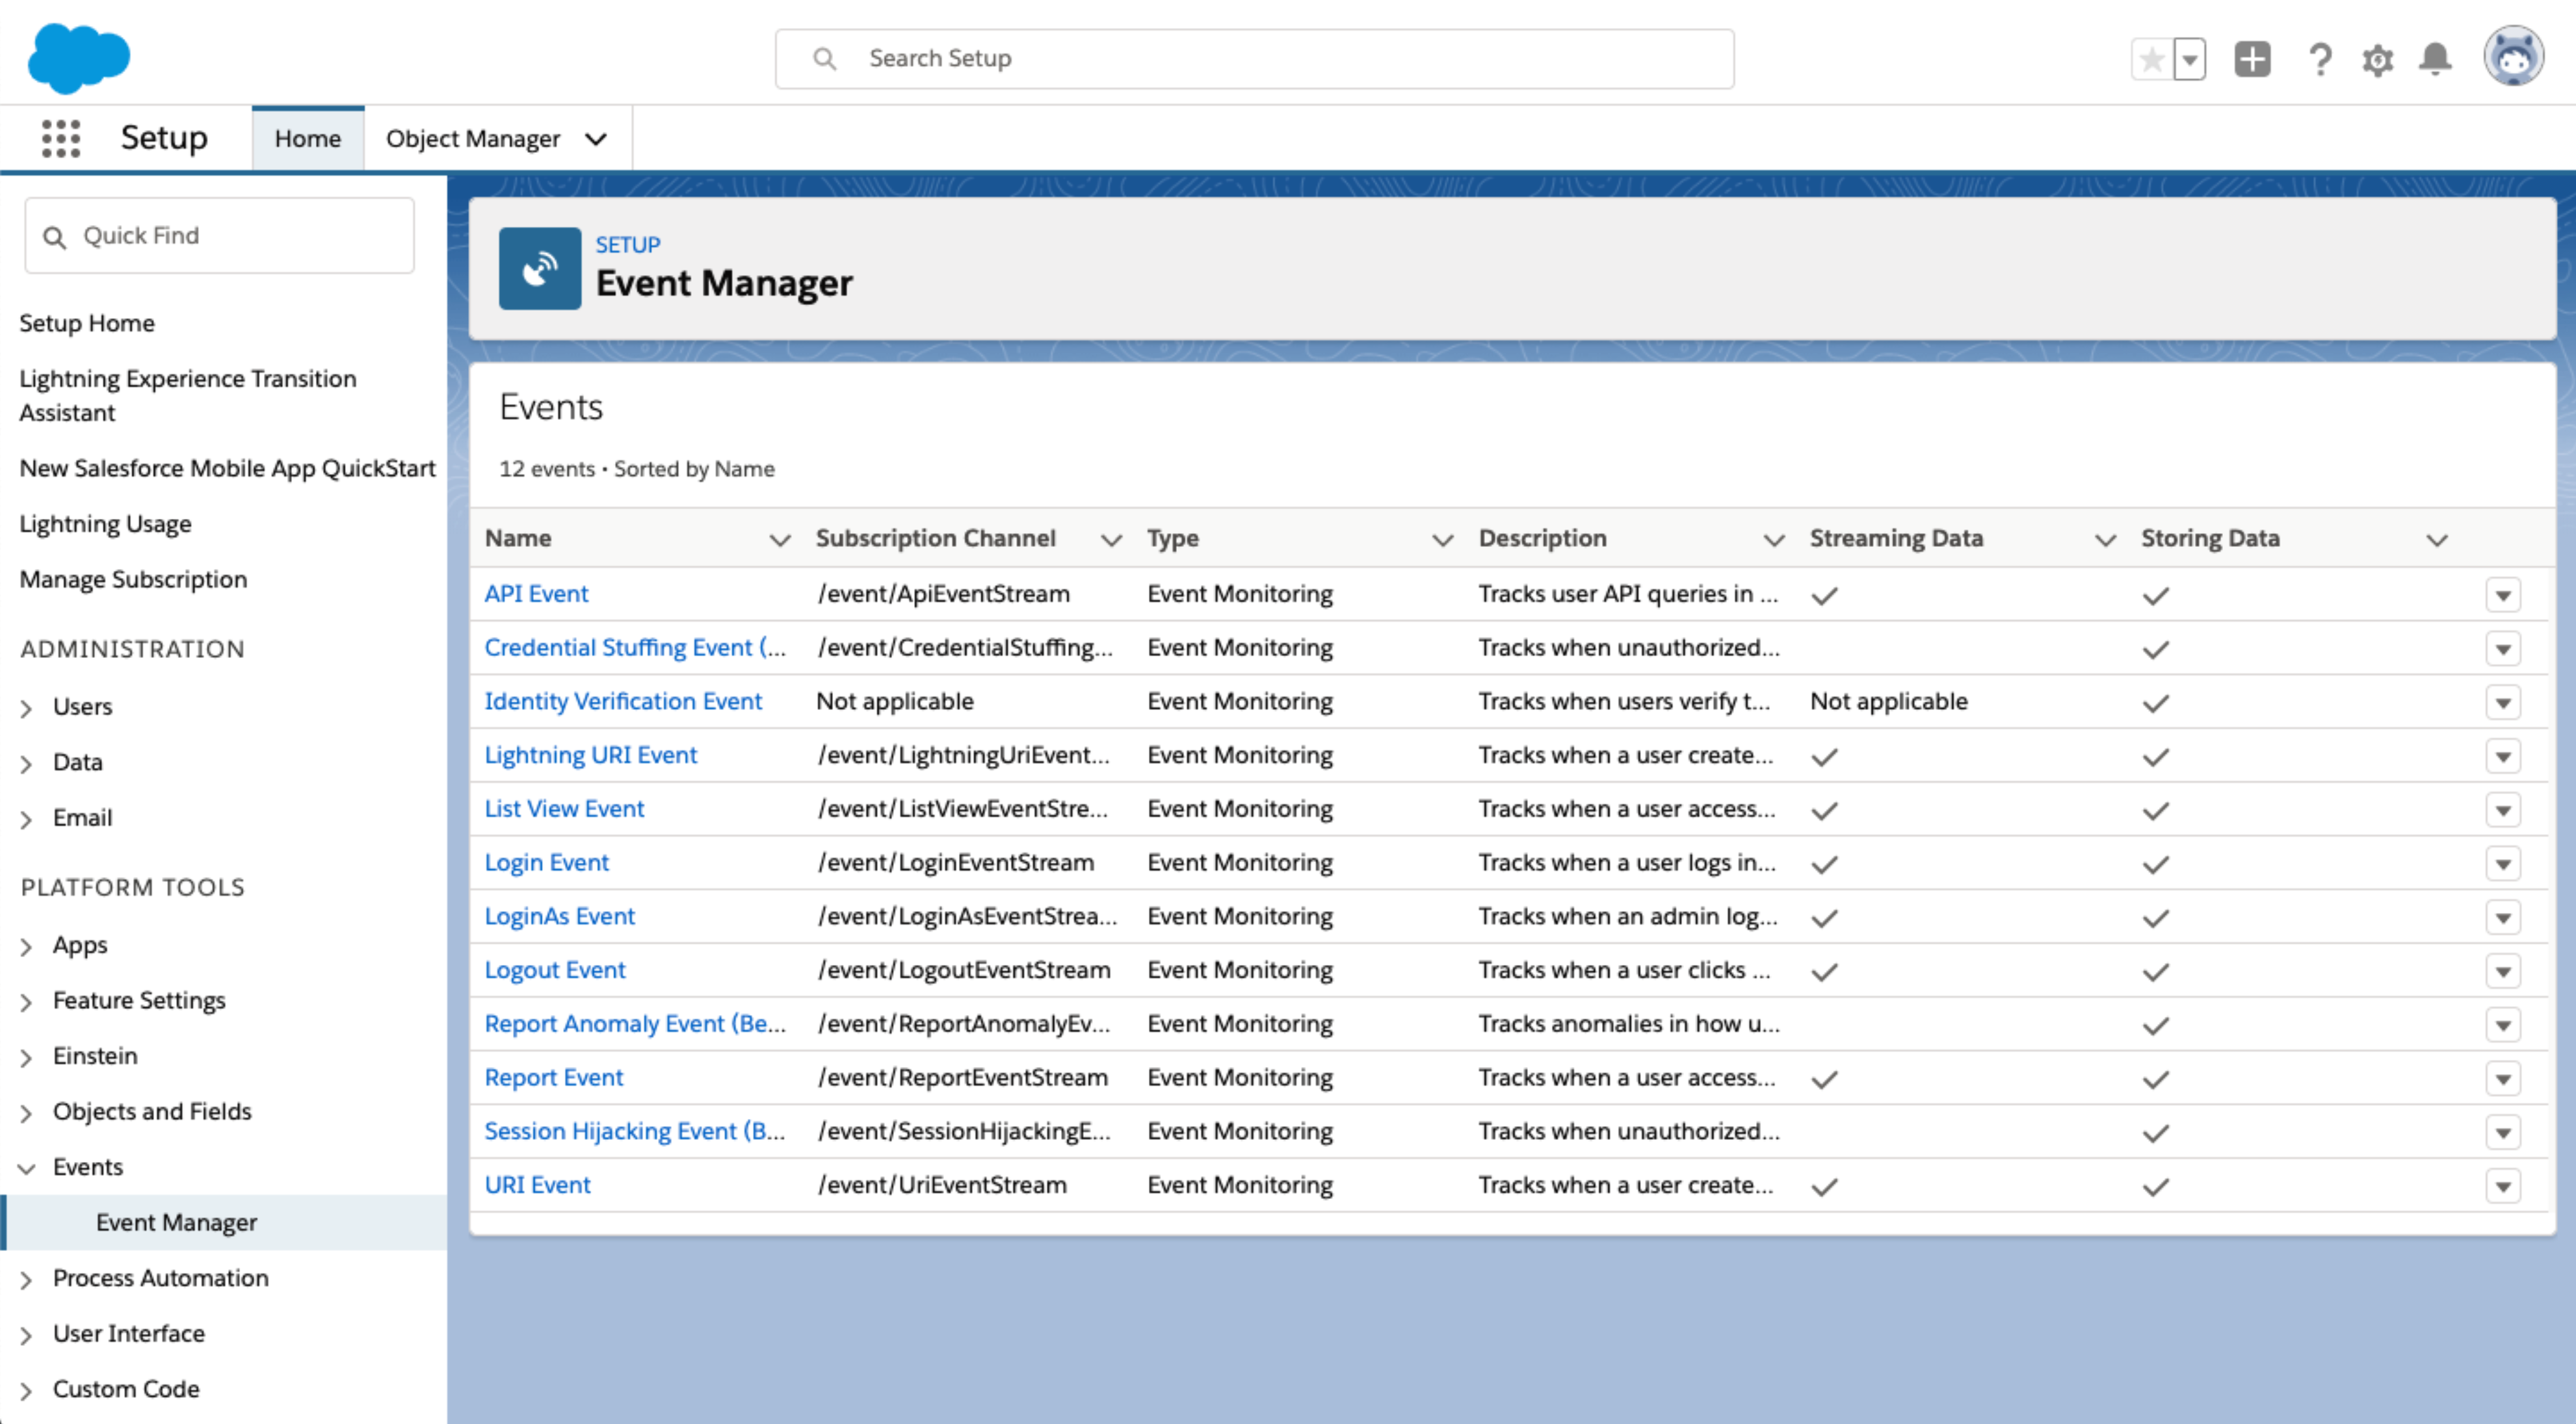 Search Setup
Setup
Home
Object Manager
Quick Find
Setup Home
Lightning Experience Transition
Assistant
New Salesforce Mobile App QuickStart
Lightning Usage
Manage Subscription
ADMINISTRATION
Users
Data
Email
PLATFORM TOOLS
Apps
Feature Settings
Einstein
Objects and Fields
Events
Event Manager
Process Automation
User Interface
Custom Code
SETUP
Event Manager
Events
12 events • Sorted by Name
Name Subscription Channel Type Description Streaming Data Storing Data
API Event /event/ApiEventStream Event Monitoring Tracks user API queries in ...
Credential Stuffing Event (... /event/CredentialStuffing... Event Monitoring Tracks when unauthorized...
Identity Verification Event Not applicable Event Monitoring Tracks when users verify t... Not applicable
Lightning URI Event /event/LightningUriEvent... Event Monitoring Tracks when a user create...
List View Event /event/ListViewEventStre... Event Monitoring Tracks when a user access...
Login Event /event/LoginEventStream Event Monitoring Tracks when a user logs in...
LoginAs Event /event/LoginAsEventStrea... Event Monitoring Tracks when an admin log...
Logout Event /event/LogoutEventStream Event Monitoring Tracks when a user clicks ...
Report Anomaly Event (Be... /event/ReportAnomalyEv... Event Monitoring Tracks anomalies in how u...
Report Event /event/ReportEventStream Event Monitoring Tracks when a user access...
Session Hijacking Event (B... /event/SessionHijackingE... Event Monitoring Tracks when unauthorized...
URI Event /event/UriEventStream Event Monitoring Tracks when a user create...